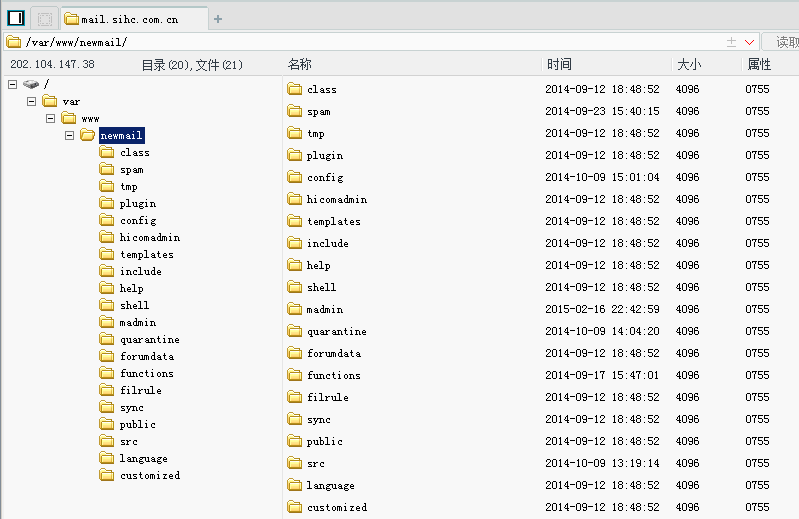 mail.sihc.com.cn
/var/www/newmail/
读取
202.104.147.38 目录(20),文件(21) 名称 时间 大小 属性
/
var
www
newmail
class
spam
tmp
plugin
config
hicomadmin
templates
include
help
shell
madmin
quarantine
forumdata
functions
filrule
sync
public
src
language
customized
class 2014-09-12 18:48:52 4096 0755
spam 2014-09-23 15:40:15 4096 0755
tmp 2014-09-12 18:48:52 4096 0755
plugin 2014-09-12 18:48:52 4096 0755
config 2014-10-09 15:01:04 4096 0755
hicomadmin 2014-09-12 18:48:52 4096 0755
templates 2014-09-12 18:48:52 4096 0755
include 2014-09-12 18:48:52 4096 0755
help 2014-09-12 18:48:52 4096 0755
shell 2014-09-12 18:48:52 4096 0755
madmin 2015-02-16 22:42:59 4096 0755
quarantine 2014-10-09 14:04:20 4096 0755
forumdata 2014-09-12 18:48:52 4096 0755
functions 2014-09-17 15:47:01 4096 0755
filrule 2014-09-12 18:48:52 4096 0755
sync 2014-09-12 18:48:52 4096 0755
public 2014-09-12 18:48:52 4096 0755
src 2014-10-09 13:19:14 4096 0755
language 2014-09-12 18:48:52 4096 0755
customized 2014-09-12 18:48:52 4096 0755